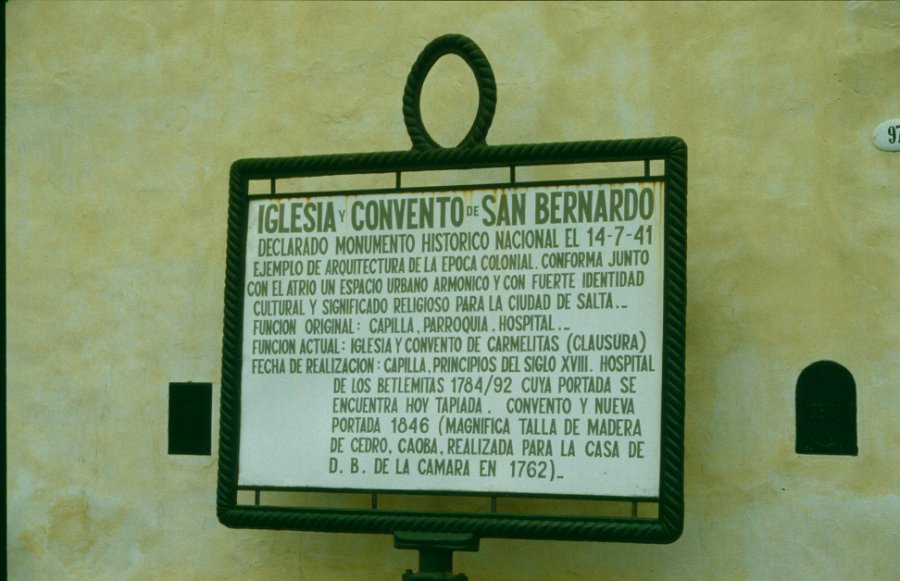 IGLESIA Y CONVENTO DE SAN BERNARDO
DECLARADO MONUMENTO HISTORICO NACIONAL EL 14-7-41
EJEMPLO DE ARQUITECTURA DE LA EPOCA COLONIAL. CONFORMA JUNTO
CON EL ATRIO UN ESPACIO URBANO ARMONICO Y CON FUERTE IDENTIDAD
CULTURAL Y SIGNIFICADO RELIGIOSO PARA LA CIUDAD DE SALTA._
FUNCION ORIGINAL: CAPILLA, PARROQUIA, HOSPITAL._
FUNCION ACTUAL: IGLESIA Y CONVENTO DE CARMELITAS (CLAUSURA)
FECHA DE REALIZACION: CAPILLA, PRINCIPIOS DEL SIGLO XVIII. HOSPITAL
DE LOS BETLEMITAS 1784/92 CUYA PORTADA SE
ENCUENTRA HOY TAPIADA. CONVENTO Y NUEVA
PORTADA 1846 (MAGNIFICA TALLA DE MADERA
DE CEDRO, CAOBA, REALIZADA PARA LA CASA DE
D. B. DE LA CAMARA EN 1762)_
97